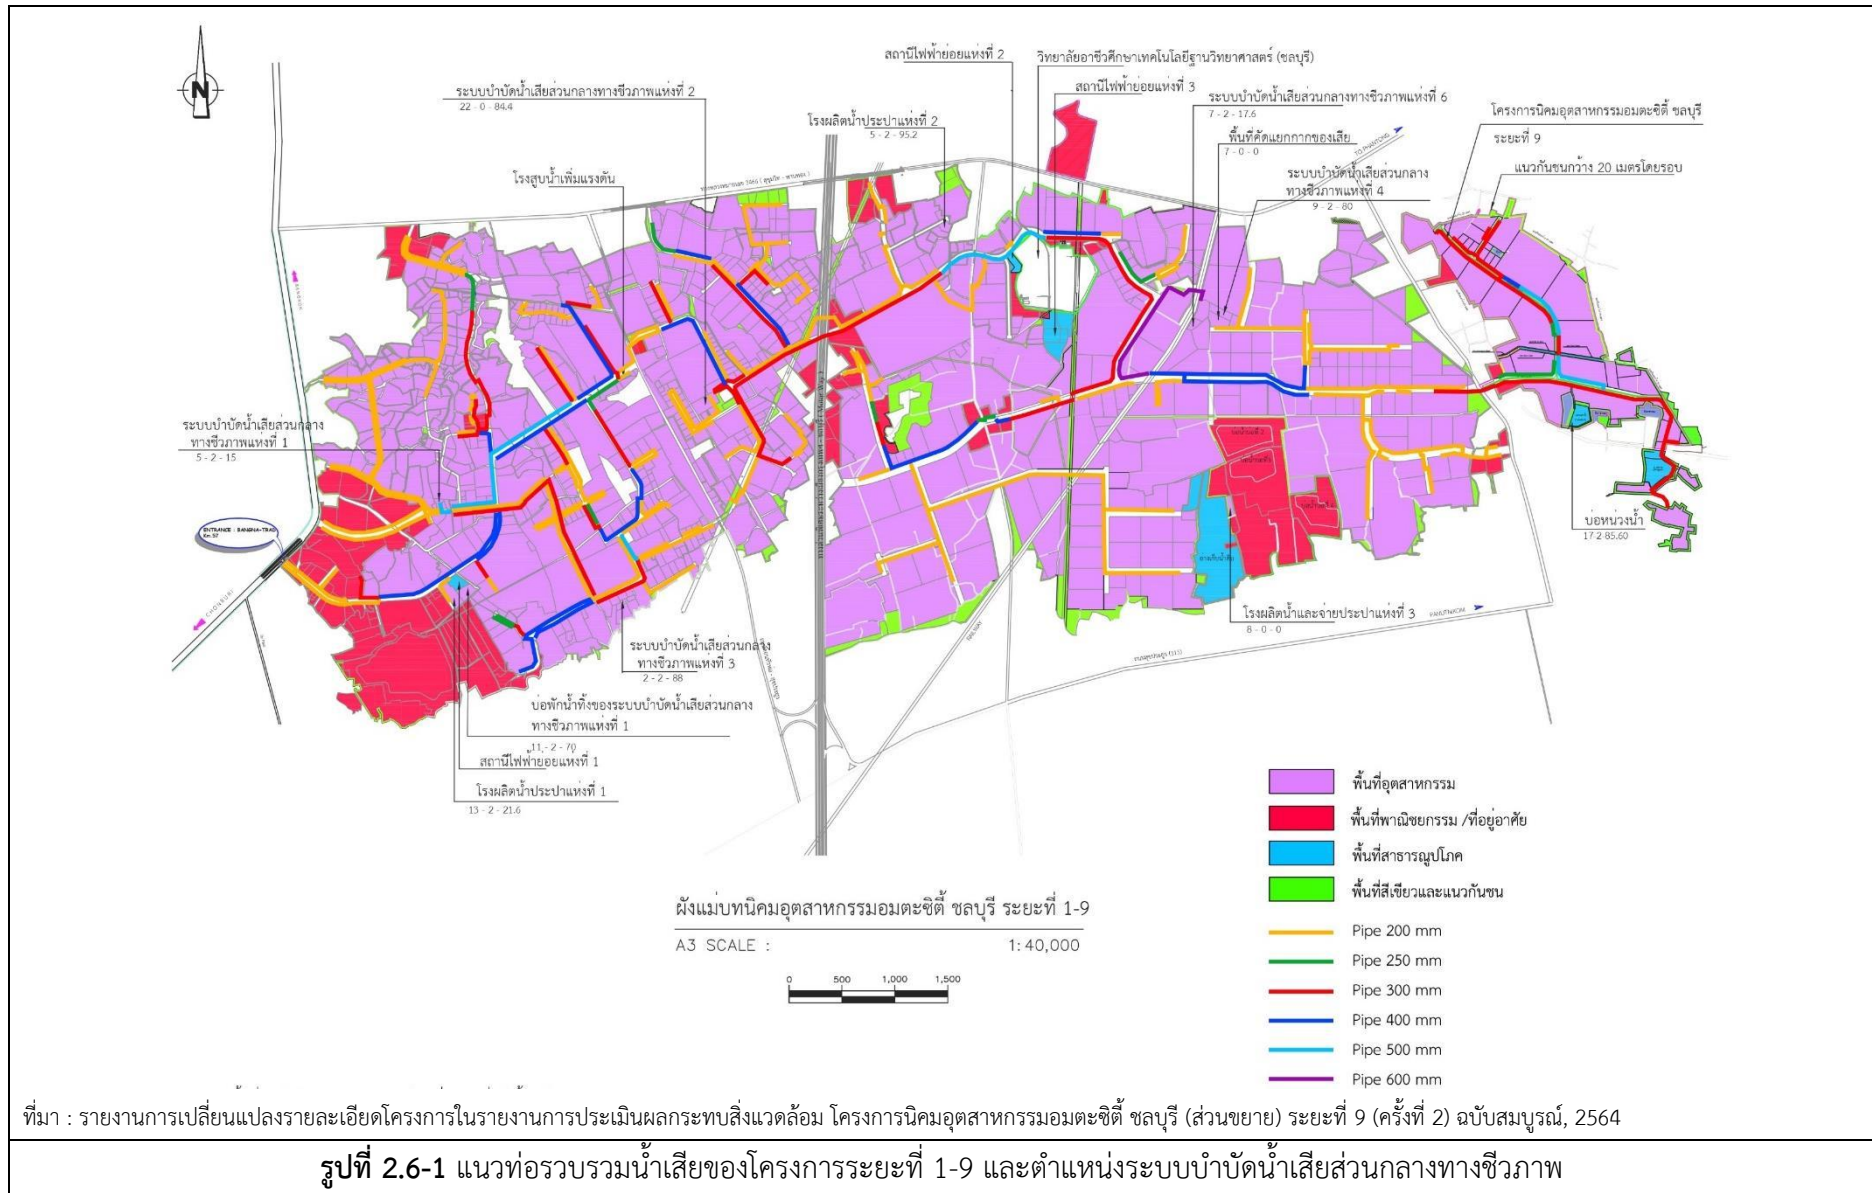 สถานีไฟฟ้าย่อยแห่งที่ 2
วิทยาลัยอาชีวศึกษาเทคโนโลยีฐานวิทยาศาสตร์ (ชลบุรี)
สถานีไฟฟ้าย่อยแห่งที่ 3
ระบบบำบัดน้ำเสียส่วนกลางทางชีวภาพแห่งที่ 2
22 - 0 - 84.4
ระบบบำบัดน้ำเสียส่วนกลางทางชีวภาพแห่งที่ 6
7 - 2 - 17.6
โครงการนิคมอุตสาหกรรมอมตะซิตี้ ชลบุรี
ระยะที่ 9
โรงผลิตน้ำประปาแห่งที่ 2
5 - 2 - 95.2
พื้นที่คัดแยกกากของเสีย
7 - 0 - 0
TO PHANTONG
แนวกันชนกว้าง 20 เมตรโดยรอบ
โรงสูบน้ำเพิ่มแรงดัน
ระบบบำบัดน้ำเสียส่วนกลาง
ทางชีวภาพแห่งที่ 4
9 - 2 - 80
N
ระบบบำบัดน้ำเสียส่วนกลาง
ทางชีวภาพแห่งที่ 1
5 - 2 - 15
ENTRANCE : BANGNA-TRAD
Km.57
CHONBURI
บ่อหน่วงน้ำ
17 2 85.60
โรงผลิตน้ำและจ่ายประปาแห่งที่ 3
8 - 0 - 0
ระบบบำบัดน้ำเสียส่วนกลาง
ทางชีวภาพแห่งที่ 3
2 - 2 - 88
บ่อพักน้ำทิ้งของระบบบำบัดน้ำเสียส่วนกลาง
ทางชีวภาพแห่งที่ 1
11 - 2 - 70
สถานีไฟฟ้าย่อยแห่งที่ 1
โรงผลิตน้ำประปาแห่งที่ 1
13 - 2 - 21.6
พื้นที่อุตสาหกรรม
พื้นที่พาณิชยกรรม /ที่อยู่อาศัย
พื้นที่สาธารณูปโภค
พื้นที่สีเขียวและแนวกันชน
Pipe 200 mm
Pipe 250 mm
Pipe 300 mm
Pipe 400 mm
Pipe 500 mm
Pipe 600 mm
ผังแม่บทนิคมอุตสาหกรรมอมตะซิตี้ ชลบุรี ระยะที่ 1-9
A3 SCALE : 1:40,000
0 500 1,000 1,500
ที่มา : รายงานการเปลี่ยนแปลงรายละเอียดโครงการในรายงานการประเมินผลกระทบสิ่งแวดล้อม โครงการนิคมอุตสาหกรรมอมตะซิตี้ ชลบุรี (ส่วนขยาย) ระยะที่ 9 (ครั้งที่ 2) ฉบับสมบูรณ์, 2564
รูปที่ 2.6-1 แนวท่อรวบรวมน้ำเสียของโครงการระยะที่ 1-9 และตำแหน่งระบบบำบัดน้ำเสียส่วนกลางทางชีวภาพ